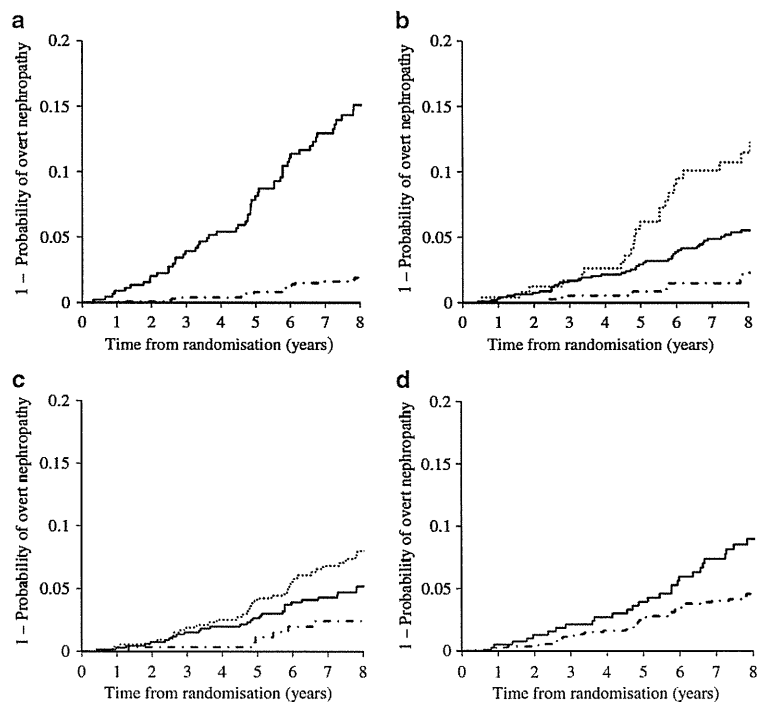 a
1 – Probability of overt nephropathy
0.2
0.15
0.1
0.05
0
0 1 2 3 4 5 6 7 8
Time from randomisation (years)
b
1 – Probability of overt nephropathy
0.2
0.15
0.1
0.05
0
0 1 2 3 4 5 6 7 8
Time from randomisation (years)
c
1 – Probability of overt nephropathy
0.2
0.15
0.1
0.05
0
0 1 2 3 4 5 6 7 8
Time from randomisation (years)
d
1 – Probability of overt nephropathy
0.2
0.15
0.1
0.05
0
0 1 2 3 4 5 6 7 8
Time from randomisation (years)